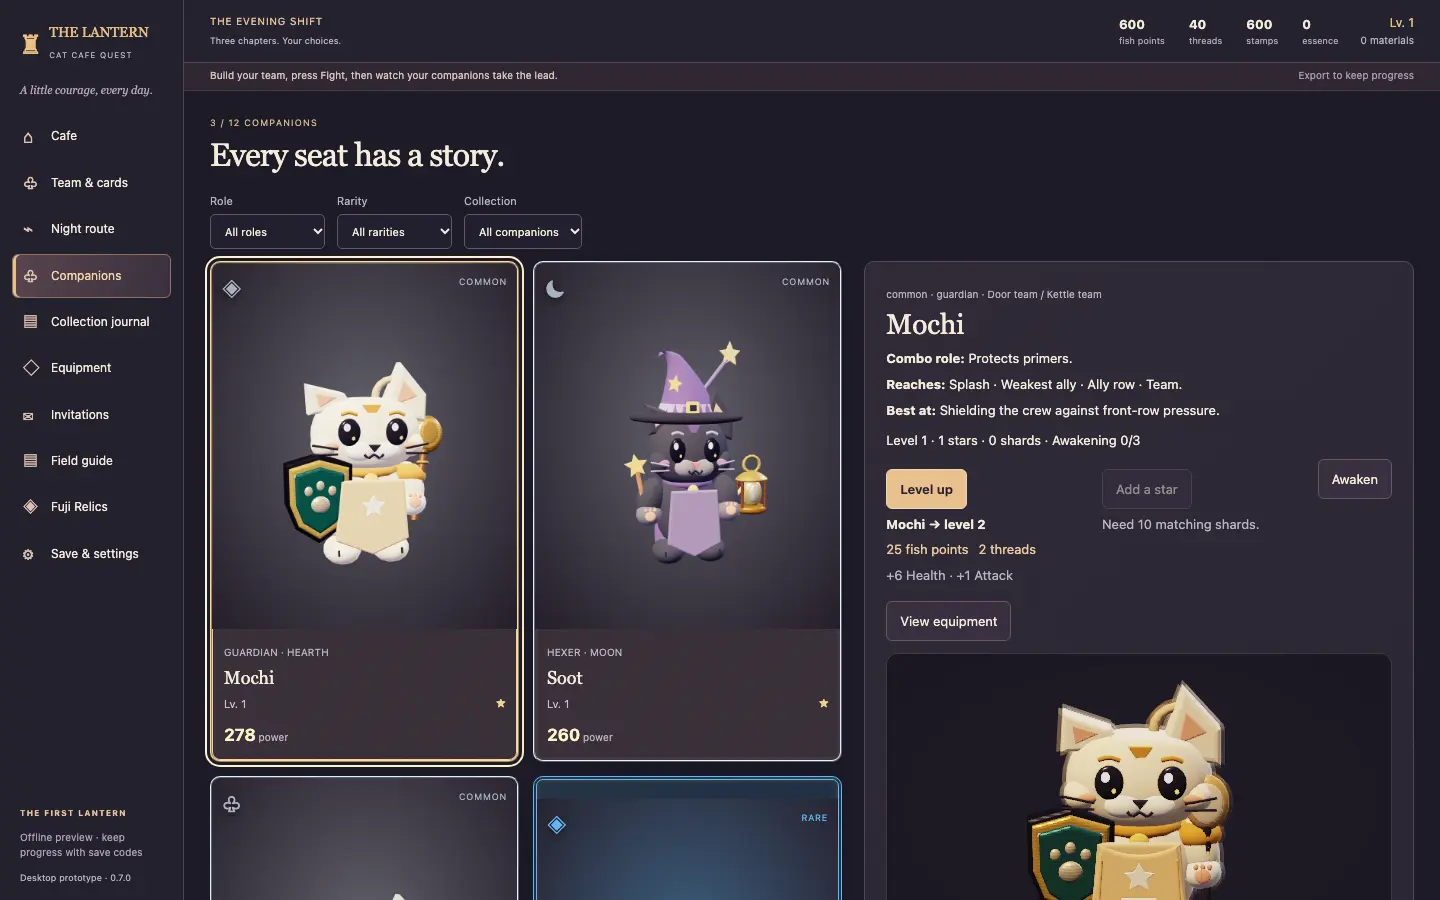 THE LANTERN
CAT CAFE QUEST
A little courage, every day.
Cafe
Team & cards
Night route
Companions
Collection journal
Equipment
Invitations
Field guide
Fuji Relics
Save & settings
THE FIRST LANTERN
Offline preview · keep
progress with save codes
Desktop prototype · 0.7.0
THE EVENING SHIFT
Three chapters. Your choices.
600
fish points
40
threads
600
stamps
0
essence
Lv. 1
0 materials
Build your team, press Fight, then watch your companions take the lead.
Export to keep progress
3 / 12 COMPANIONS
Every seat has a story.
Role
Rarity
Collection
All roles
All rarities
All companions
COMMON
GUARDIAN · HEARTH
Mochi
Lv. 1
278 power
COMMON
HEXER · MOON
Soot
Lv. 1
260 power
COMMON
RARE
common · guardian · Door team / Kettle team
Mochi
Combo role: Protects primers.
Reaches: Splash · Weakest ally · Ally row · Team.
Best at: Shielding the crew against front-row pressure.
Level 1 · 1 stars · 0 shards · Awakening 0/3
Level up
Mochi → level 2
25 fish points 2 threads
+6 Health · +1 Attack
Add a star
Need 10 matching shards.
Awaken
View equipment